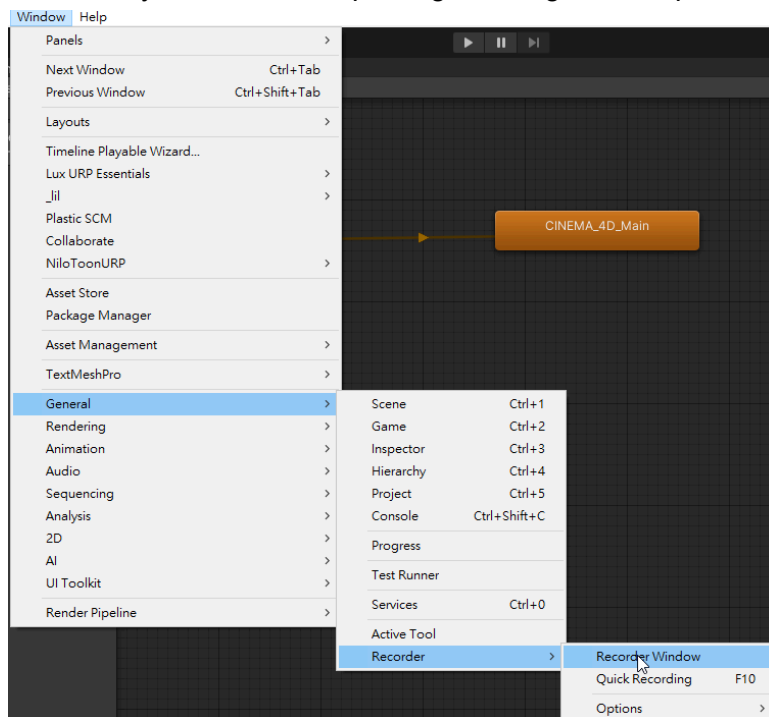 Window Help
Panels
Next Window Ctrl+Tab
Previous Window Ctrl+Shift+Tab
Layouts
Timeline Playable Wizard...
Lux URP Essentials
_lil
Plastic SCM
Collaborate
NiloToonURP
Asset Store
Package Manager
Asset Management
TextMeshPro
General
Rendering
Animation
Audio
Sequencing
Analysis
2D
AI
UI Toolkit
Render Pipeline
Scene Ctrl+1
Game Ctrl+2
Inspector Ctrl+3
Hierarchy Ctrl+4
Project Ctrl+5
Console Ctrl+Shift+C
Progress
Test Runner
Services Ctrl+0
Active Tool
Recorder
Recorder Window
Quick Recording F10
Options
CINEMA_4D_Main